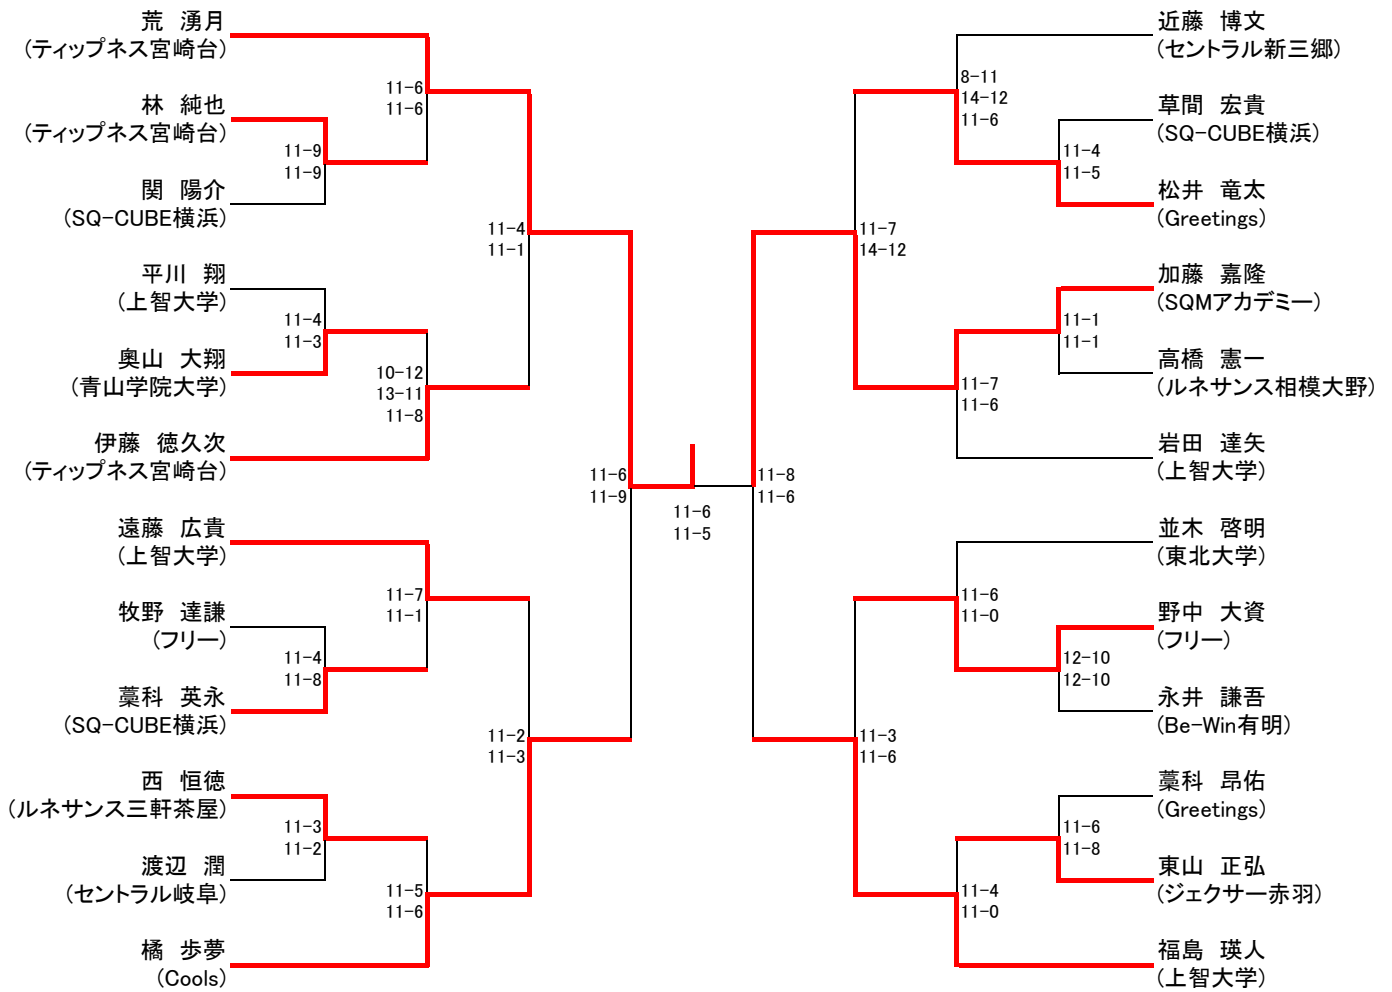 荒 湧月
(ティップネス宮崎台)
11-6
11-6
林 純也
(ティップネス宮崎台)
11-9
11-9
関 陽介
(SQ-CUBE横浜)
11-4
11-1
平川 翔
(上智大学)
11-4
11-3
奥山 大翔
(青山学院大学)
10-12
13-11
11-8
伊藤 徳久次
(ティップネス宮崎台)
11-6
11-9
遠藤 広貴
(上智大学)
11-7
11-1
牧野 達謙
(フリー)
11-4
11-8
藁科 英永
(SQ-CUBE横浜)
11-2
11-3
西 恒徳
(ルネサンス三軒茶屋)
11-3
11-2
渡辺 潤
(セントラル岐阜)
11-5
11-6
橘 歩夢
(Cools)
11-6
11-5
近藤 博文
(セントラル新三郷)
8-11
14-12
11-6
草間 宏貴
(SQ-CUBE横浜)
11-4
11-5
松井 竜太
(Greetings)
11-7
14-12
加藤 嘉隆
(SQMアカデミー)
11-1
11-1
高橋 憲一
(ルネサンス相模大野)
11-7
11-6
岩田 達矢
(上智大学)
11-8
11-6
並木 啓明
(東北大学)
11-6
11-0
野中 大資
(フリー)
12-10
12-10
永井 謙吾
(Be-Win有明)
11-3
11-6
藁科 昂佑
(Greetings)
11-6
11-8
東山 正弘
(ジェクサー赤羽)
11-4
11-0
福島 瑛人
(上智大学)